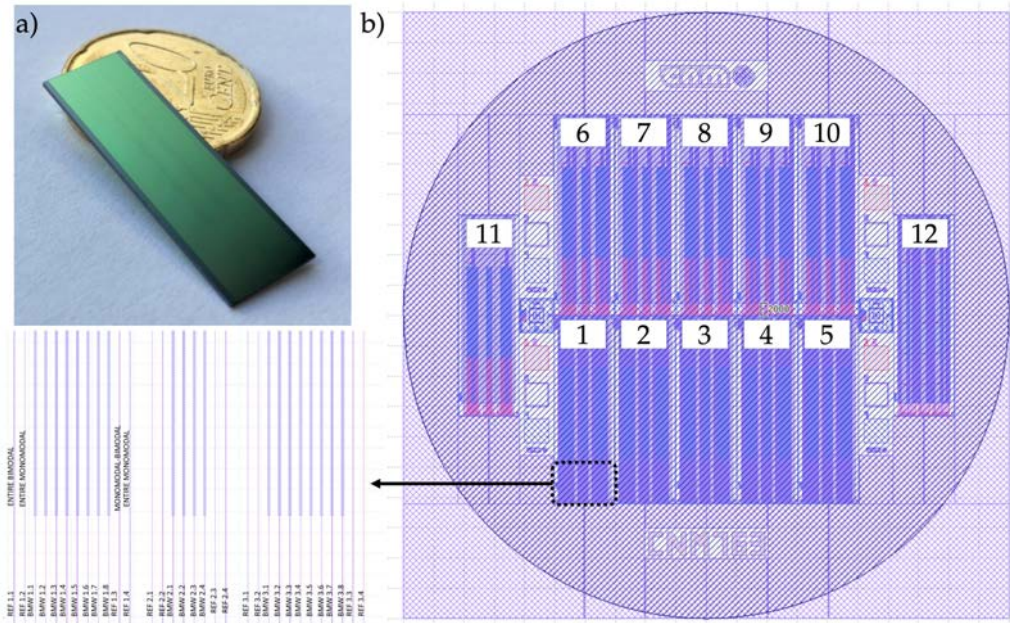 a)
b)
CENT
cnm
6 7 8 9 10
11
12
1 2 3 4 5
ENTIRE BIMODAL
ENTIRE MONOMODAL
MONOMODAL-BIMODAL
ENTIRE MONOMODAL
REF 1.1
REF 1.2
BMW 1.1
BMW 1.2
BMW 1.3
BMW 1.4
BMW 1.5
BMW 1.6
BMW 1.7
BMW 1.8
REF 1.3
REF 1.4
REF 2.1
REF 2.2
BMW 2.1
BMW 2.2
BMW 2.3
BMW 2.4
REF 2.3
REF 2.4
REF 3.1
REF 3.2
BMW 3.1
BMW 3.2
BMW 3.3
BMW 3.4
BMW 3.5
BMW 3.6
BMW 3.7
BMW 3.8
REF 3.3
REF 3.4